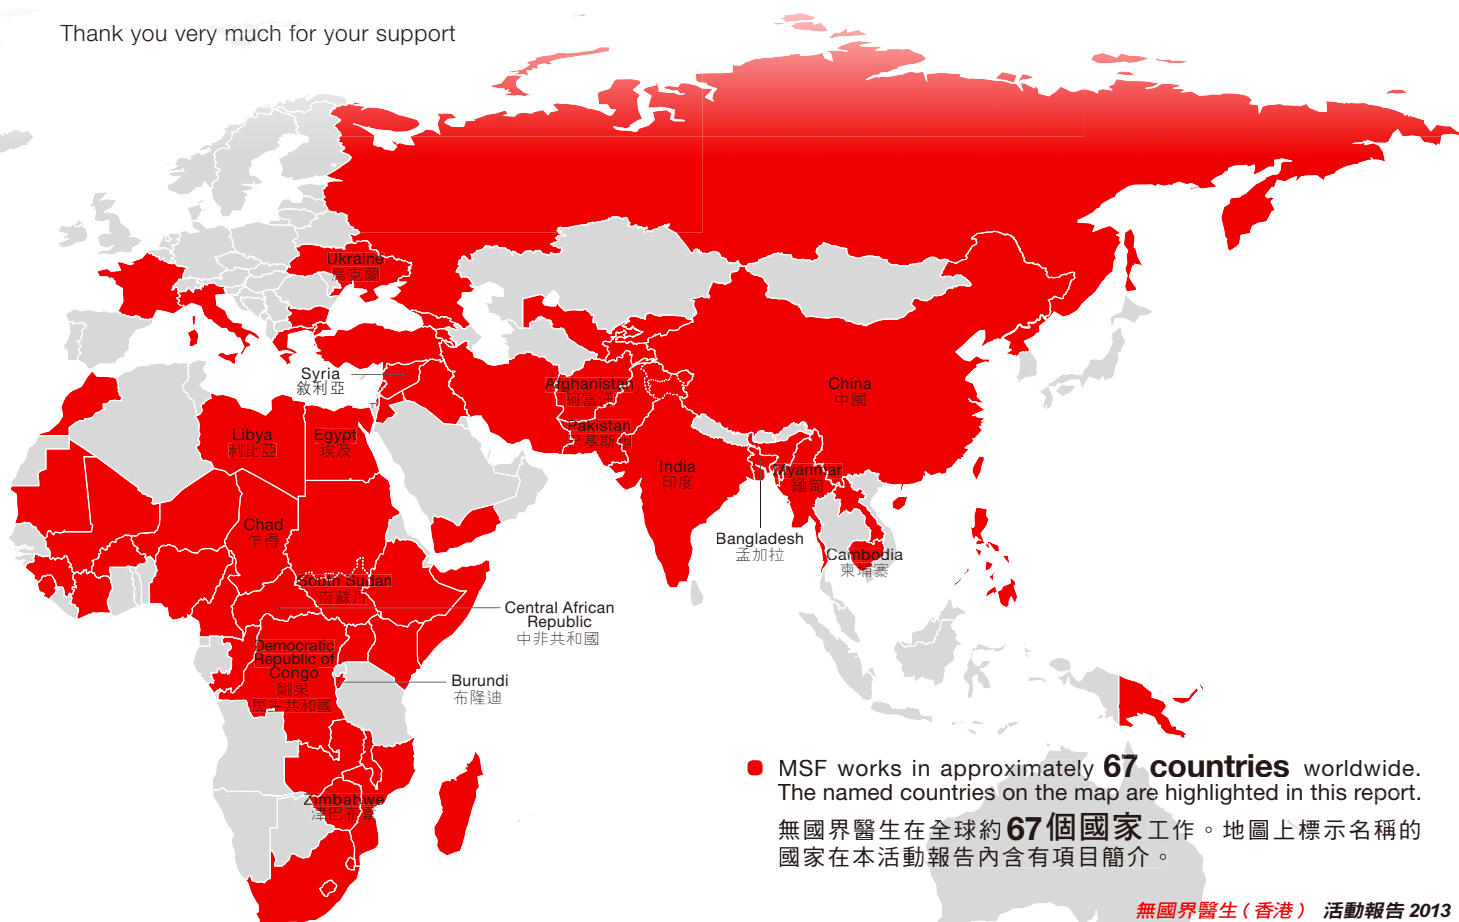 Thank you very much for your support
Ukraine
烏克蘭
Syria
敘利亞
Afghanistan
阿富汗
China
中國
Pakistan
巴基斯坦
Libya
利比亞
Egypt
埃及
India
印度
Myanmar
緬甸
Chad
乍得
Bangladesh
孟加拉
Cambodia
柬埔寨
South Sudan
南蘇丹
Central African
Republic
中非共和國
Democratic
Republic of
Congo
剛果
民主共和國
Burundi
布隆迪
Zimbabwe
津巴布韋
MSF works in approximately 67 countries worldwide.
The named countries on the map are highlighted in this report.
無國界醫生在全球約67個國家工作。地圖上標示名稱的
國家在本活動報告內含有項目簡介。
無國界醫生(香港) 活動報告 2013